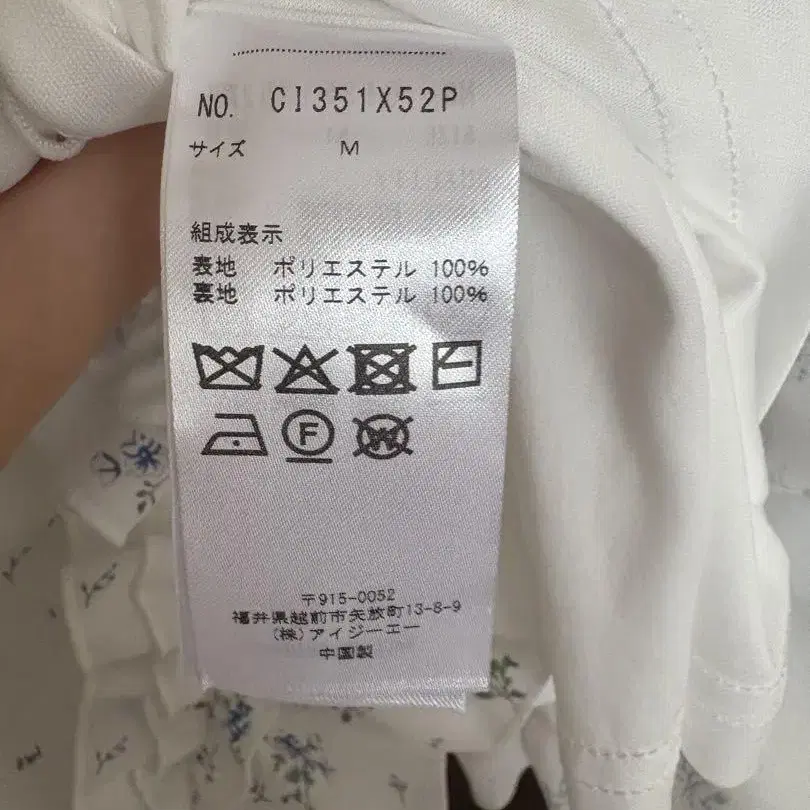 NO. CI351X52P
サイズ M
組成表示
表地 ポリエステル 100%
裏地 ポリエステル 100%
F
W
〒915-0052
福井県越前市矢放町13-8-9
(株)アイジーエー
中国製